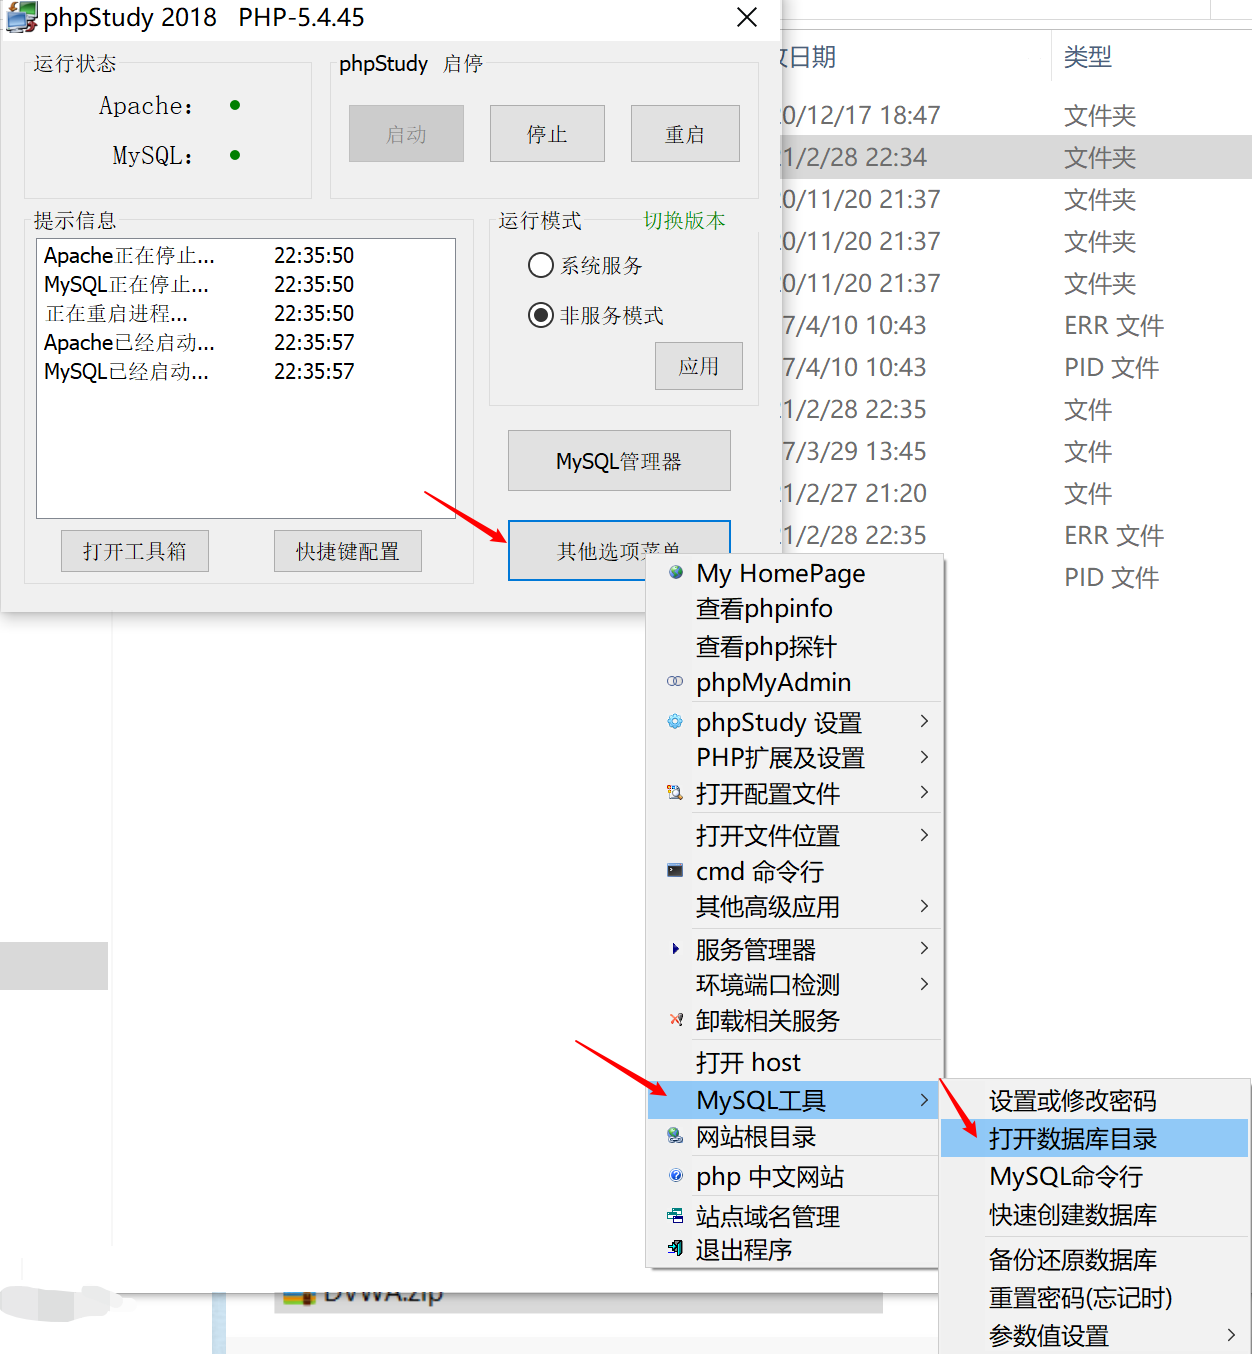 phpStudy 2018 PHP-5.4.45
运行状态
Apache:
MySQL:
phpStudy 启停
启动
停止
重启
提示信息
Apache正在停止... 22:35:50
MySQL正在停止... 22:35:50
正在重启进程... 22:35:50
Apache已经启动... 22:35:57
MySQL已经启动... 22:35:57
运行模式
切换版本
系统服务
非服务模式
应用
MySQL管理器
打开工具箱
快捷键配置
其他选项菜单
日期 类型
0/12/17 18:47 文件夹
1/2/28 22:34 文件夹
0/11/20 21:37 文件夹
0/11/20 21:37 文件夹
0/11/20 21:37 文件夹
7/4/10 10:43 ERR 文件
7/4/10 10:43 PID 文件
1/2/28 22:35 文件
7/3/29 13:45 文件
1/2/27 21:20 文件
1/2/28 22:35 ERR 文件
PID 文件
My HomePage
查看phpinfo
查看php探针
phpMyAdmin
phpStudy 设置
PHP扩展及设置
打开配置文件
打开文件位置
cmd 命令行
其他高级应用
服务管理器
环境端口检测
卸载相关服务
打开 host
MySQL工具
网站根目录
php 中文网站
站点域名管理
退出程序
设置或修改密码
打开数据库目录
MySQL命令行
快速创建数据库
备份还原数据库
重置密码(忘记时)
参数值设置
DVWA.zip